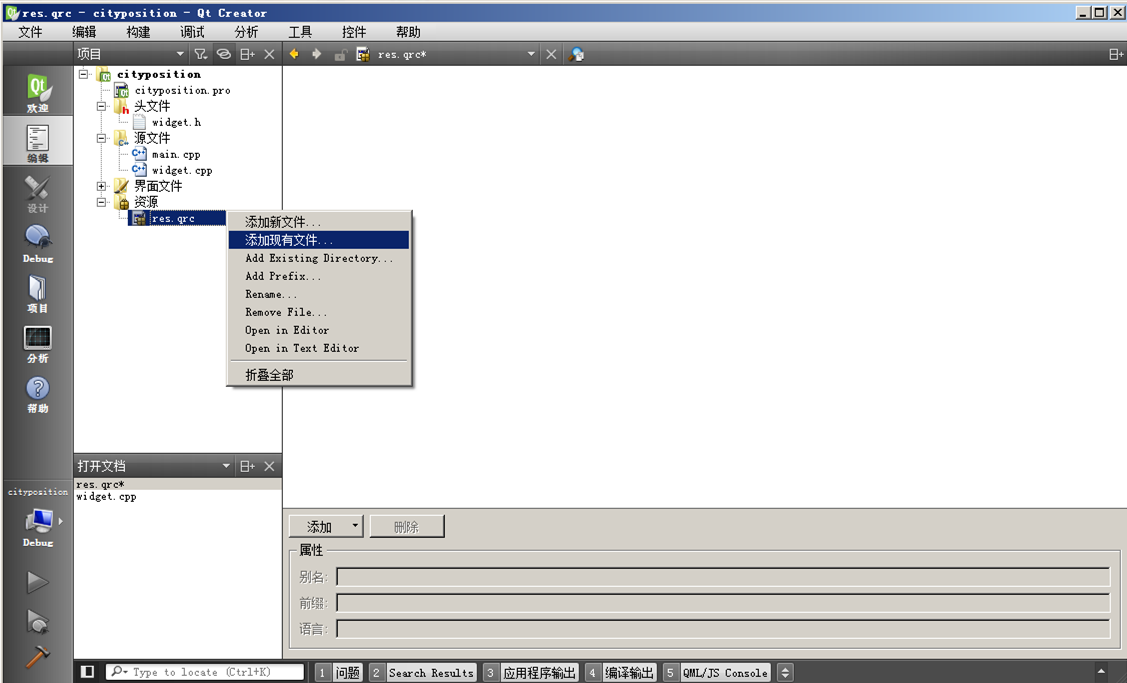 res.qrc - cityposition - Qt Creator
文件 编辑 构建 调试 分析 工具 控件 帮助
项目
res.qrc*
Qt
欢迎
编辑
设计
Debug
项目
分析
帮助
cityposition
cityposition.pro
头文件
widget.h
源文件
main.cpp
widget.cpp
界面文件
资源
res.qrc
添加新文件...
添加现有文件...
Add Existing Directory...
Add Prefix...
Rename...
Remove File...
Open in Editor
Open in Text Editor
折叠全部
打开文档
res.qrc*
widget.cpp
cityposition
Debug
添加 删除
属性
别名:
前缀:
语言:
Type to locate (Ctrl+K) 1 问题 2 Search Results 3 应用程序输出 4 编译输出 5 QML/JS Console